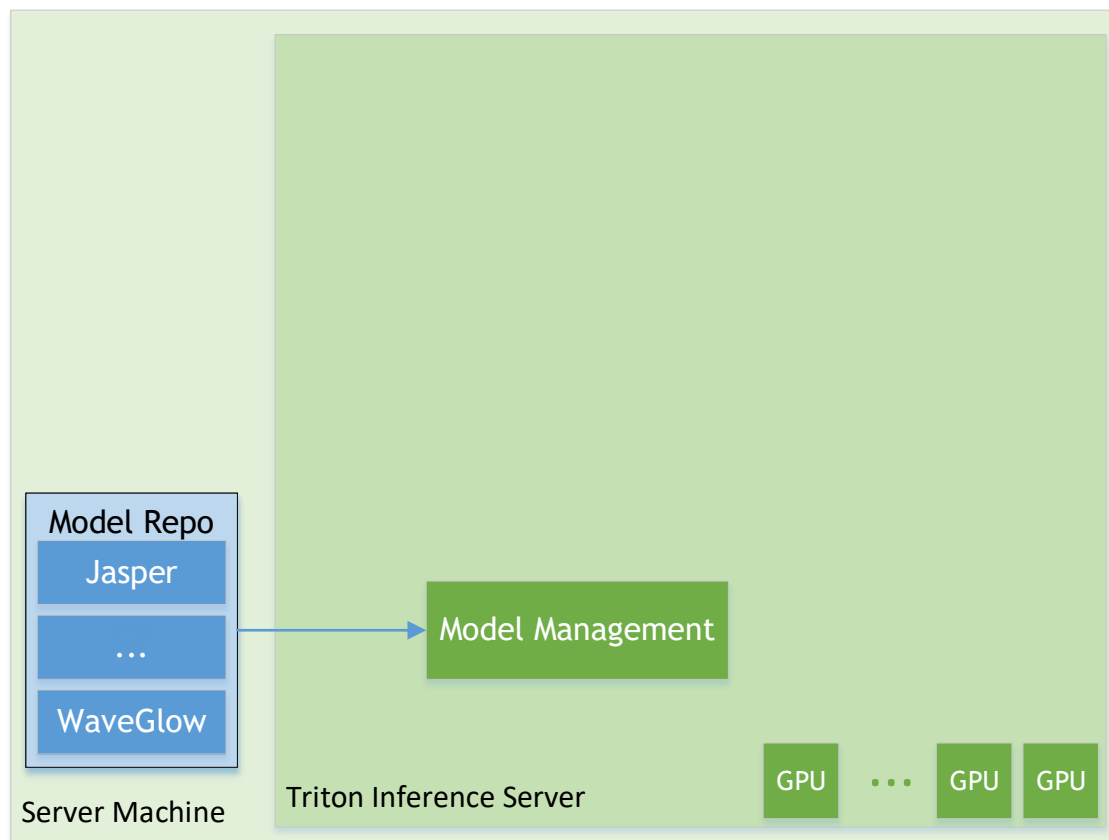 Model Repo
Jasper
...
WaveGlow
Model Management
GPU
...
GPU
GPU
Triton Inference Server
Server Machine